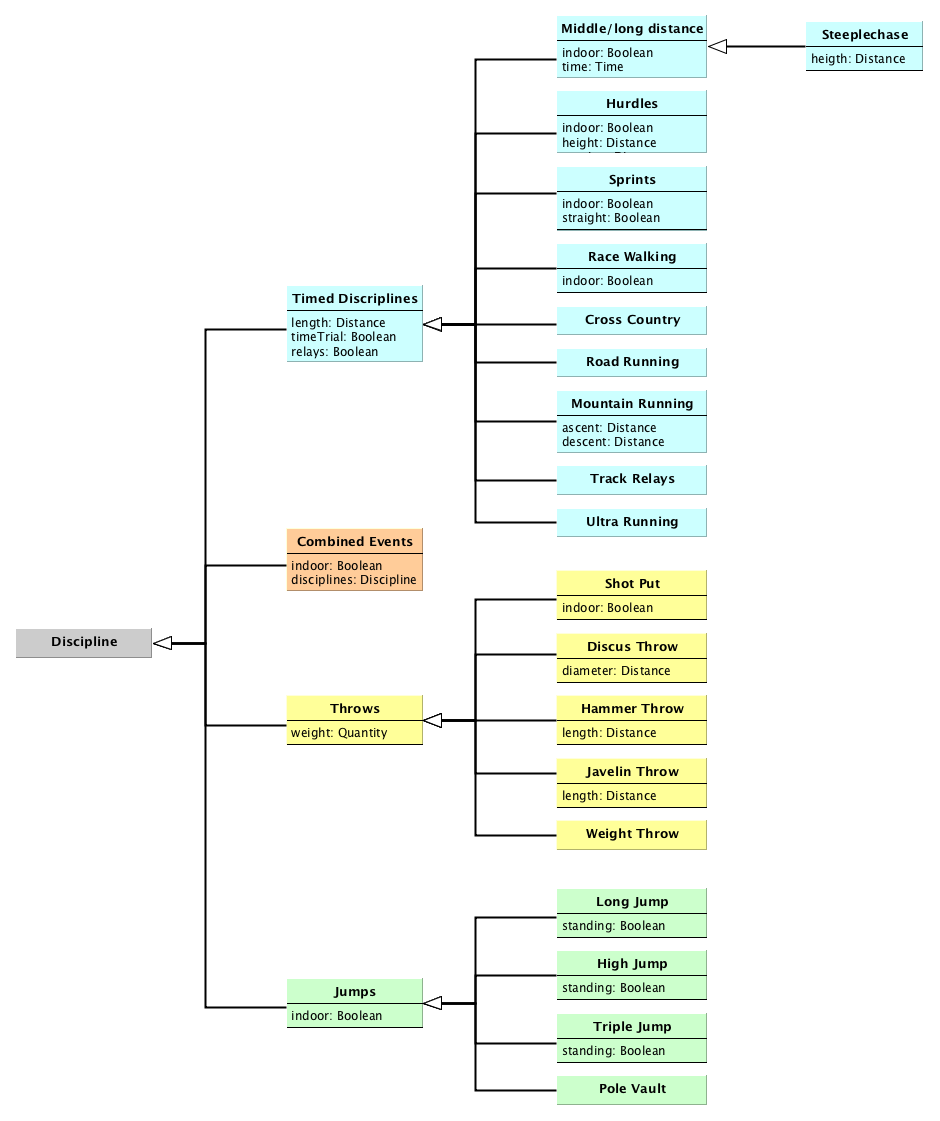 Middle/long distance
indoor: Boolean
time: Time
Steeplechase
heigth: Distance
Hurdles
indoor: Boolean
height: Distance
Sprints
indoor: Boolean
straight: Boolean
Race Walking
indoor: Boolean
Timed Discriplines
length: Distance
timeTrial: Boolean
relays: Boolean
Cross Country
Road Running
Mountain Running
ascent: Distance
descent: Distance
Track Relays
Ultra Running
Combined Events
indoor: Boolean
disciplines: Discipline
Discipline
Shot Put
indoor: Boolean
Discus Throw
diameter: Distance
Throws
weight: Quantity
Hammer Throw
length: Distance
Javelin Throw
length: Distance
Weight Throw
Long Jump
standing: Boolean
High Jump
standing: Boolean
Jumps
indoor: Boolean
Triple Jump
standing: Boolean
Pole Vault